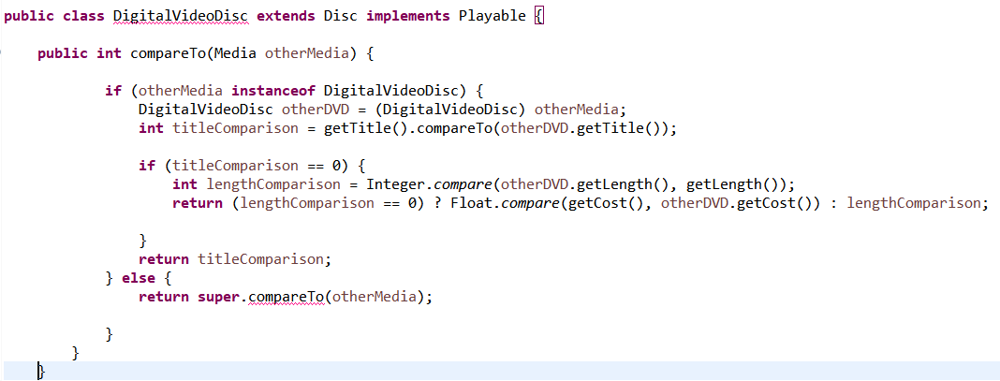 public class DigitalVideoDisc extends Disc implements Playable {
public int compareTo(Media otherMedia) {
if (otherMedia instanceof DigitalVideoDisc) {
DigitalVideoDisc otherDVD = (DigitalVideoDisc) otherMedia;
int titleComparison = getTitle().compareTo(otherDVD.getTitle());
if (titleComparison == 0) {
int lengthComparison = Integer.compare(otherDVD.getLength(), getLength());
return (lengthComparison == 0) ? Float.compare(getCost(), otherDVD.getCost()) : lengthComparison;
}
return titleComparison;
} else {
return super.compareTo(otherMedia);
}
}
}